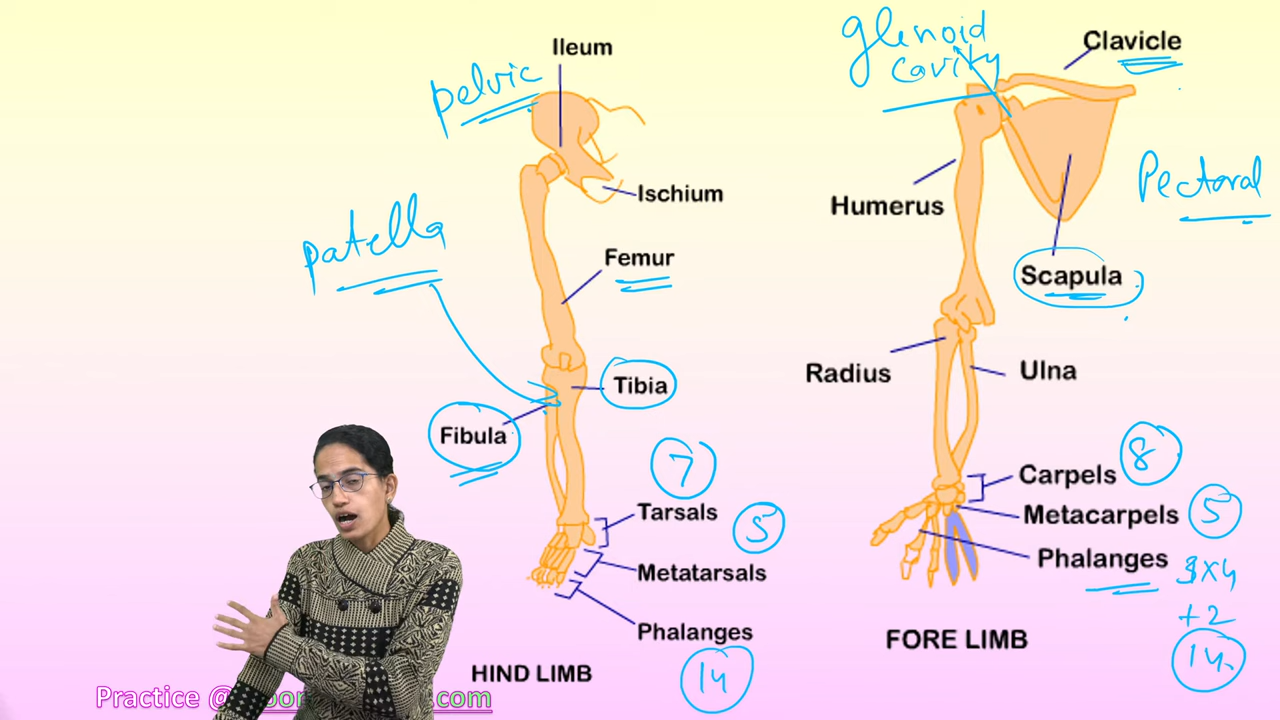 Ileum
pelvic
Ischium
patella
Femur
Tibia
Fibula
7
Tarsals
5
Metatarsals
Phalanges
14
HIND LIMB
Practice @
com
glenoid
cavity
Clavicle
Pectoral
Humerus
Scapula
Radius
Ulna
Carpels
8
Metacarpels
5
Phalanges
3x4
+2
14
FORE LIMB